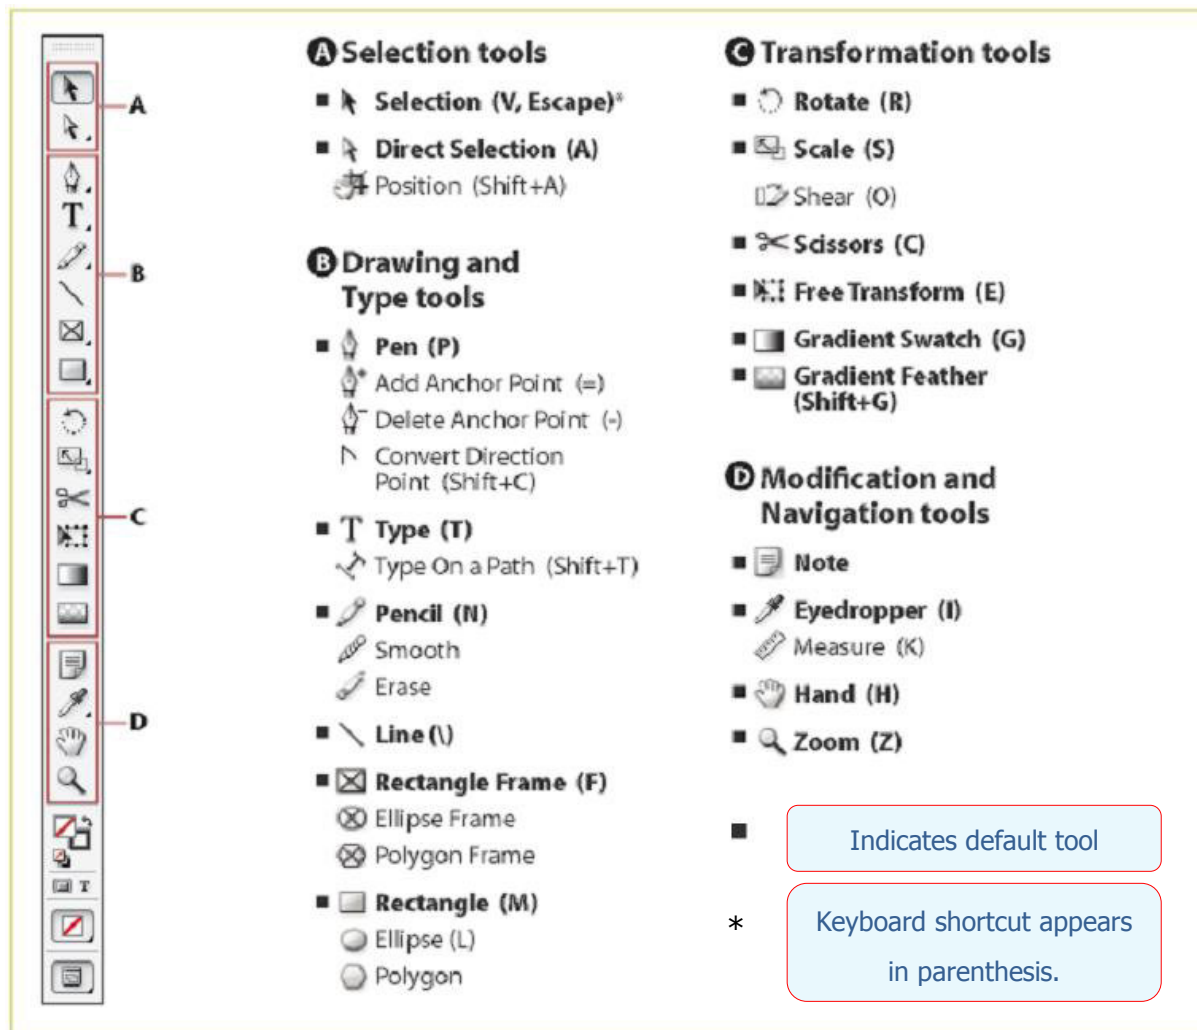 A
B
C
D
T
T
A Selection tools
■ Selection (V, Escape)*
■ Direct Selection (A)
Position (Shift+A)
B Drawing and
Type tools
■ Pen (P)
Add Anchor Point (=)
Delete Anchor Point (-)
Convert Direction
Point (Shift+C)
■ T Type (T)
Type On a Path (Shift+T)
■ Pencil (N)
Smooth
Erase
■ Line (\)
■ Rectangle Frame (F)
Ellipse Frame
Polygon Frame
■ Rectangle (M)
Ellipse (L)
Polygon
C Transformation tools
■ Rotate (R)
■ Scale (S)
Shear (O)
■ Scissors (C)
■ Free Transform (E)
■ Gradient Swatch (G)
■ Gradient Feather
(Shift+G)
D Modification and
Navigation tools
■ Note
■ Eyedropper (I)
Measure (K)
■ Hand (H)
■ Zoom (Z)
■ Indicates default tool
* Keyboard shortcut appears
in parenthesis.